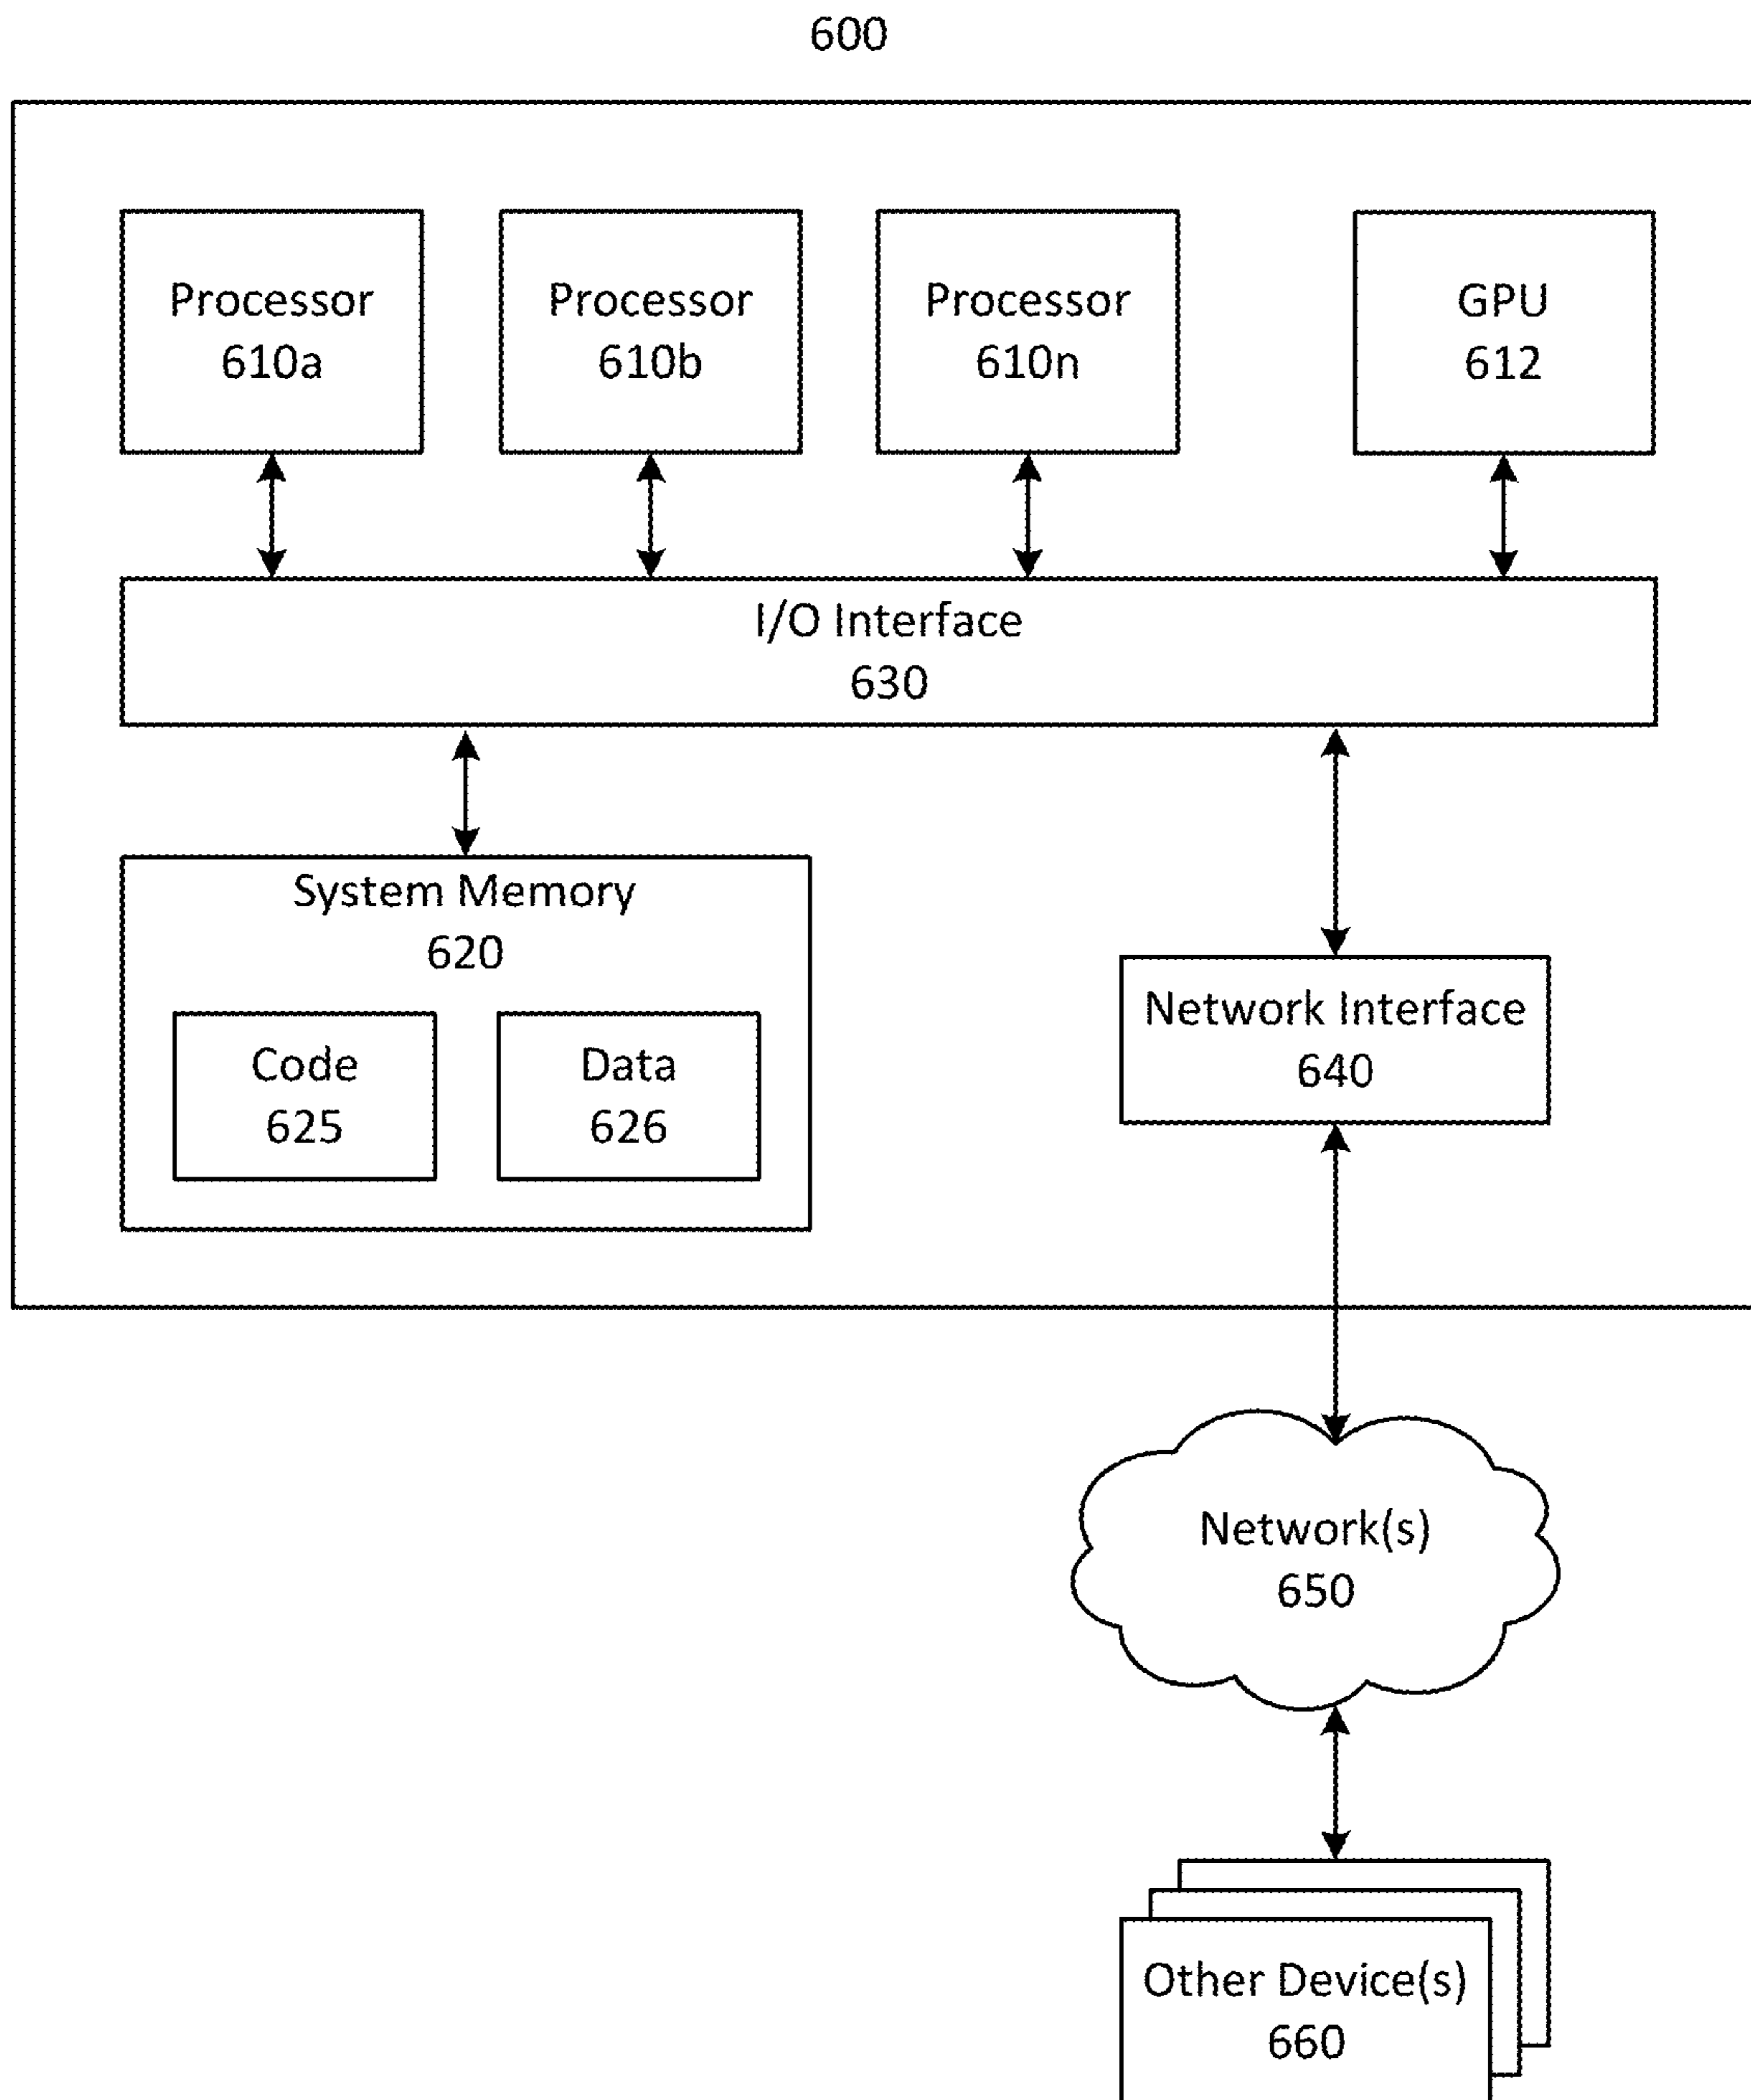 600
Processor
610a
Processor
610b
Processor
610n
GPU
612
I/O Interface
630
System Memory
620
Code
625
Data
626
Network Interface
640
Network(s)
650
Other Device(s)
660